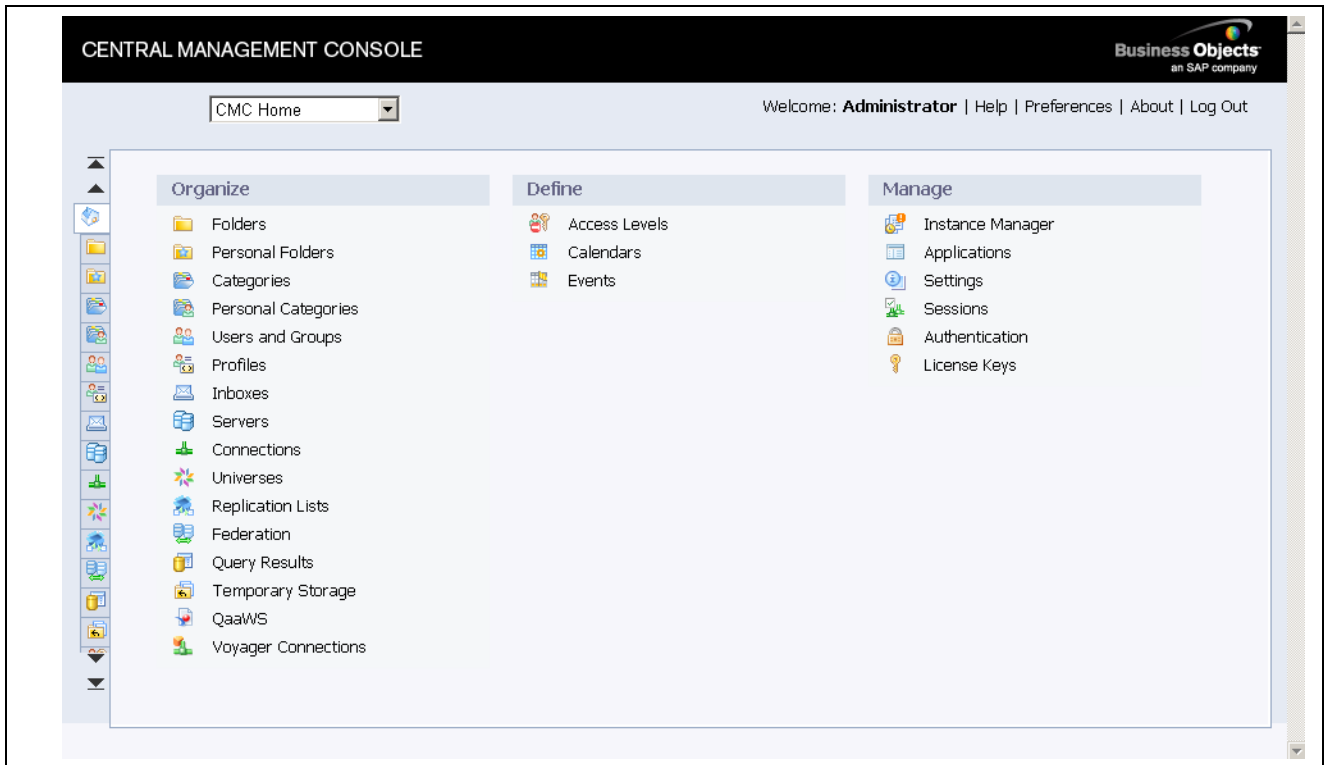 CENTRAL MANAGEMENT CONSOLE
Business Objects
an SAP company
CMC Home
Welcome: Administrator | Help | Preferences | About | Log Out
Organize
Folders
Personal Folders
Categories
Personal Categories
Users and Groups
Profiles
Inboxes
Servers
Connections
Universes
Replication Lists
Federation
Query Results
Temporary Storage
QaaWS
Voyager Connections
Define
Access Levels
Calendars
Events
Manage
Instance Manager
Applications
Settings
Sessions
Authentication
License Keys